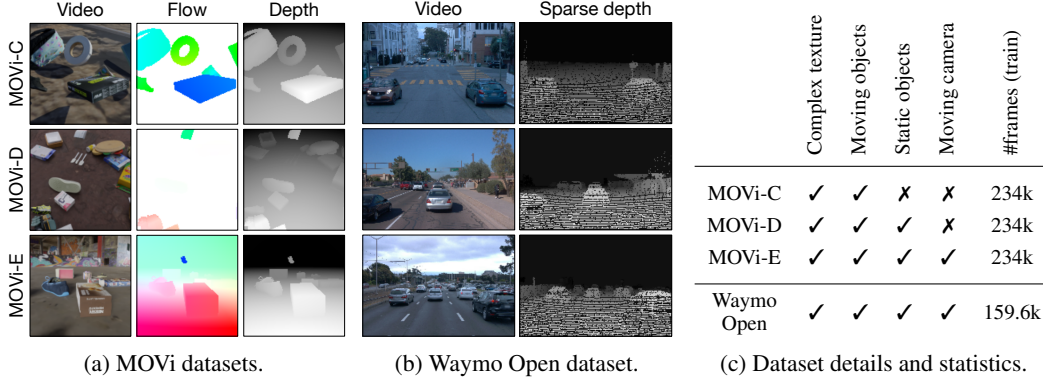 Video Flow Depth Video Sparse depth
MOVi-C
MOVi-D
MOVi-E
Complex texture
Moving objects
Static objects
Moving camera
#frames (train)
MOVi-C ✓ ✓ ✗ ✗ 234k
MOVi-D ✓ ✓ ✓ ✗ 234k
MOVi-E ✓ ✓ ✓ ✓ 234k
Waymo
Open ✓ ✓ ✓ ✓ 159.6k
(a) MOVi datasets. (b) Waymo Open dataset. (c) Dataset details and statistics.